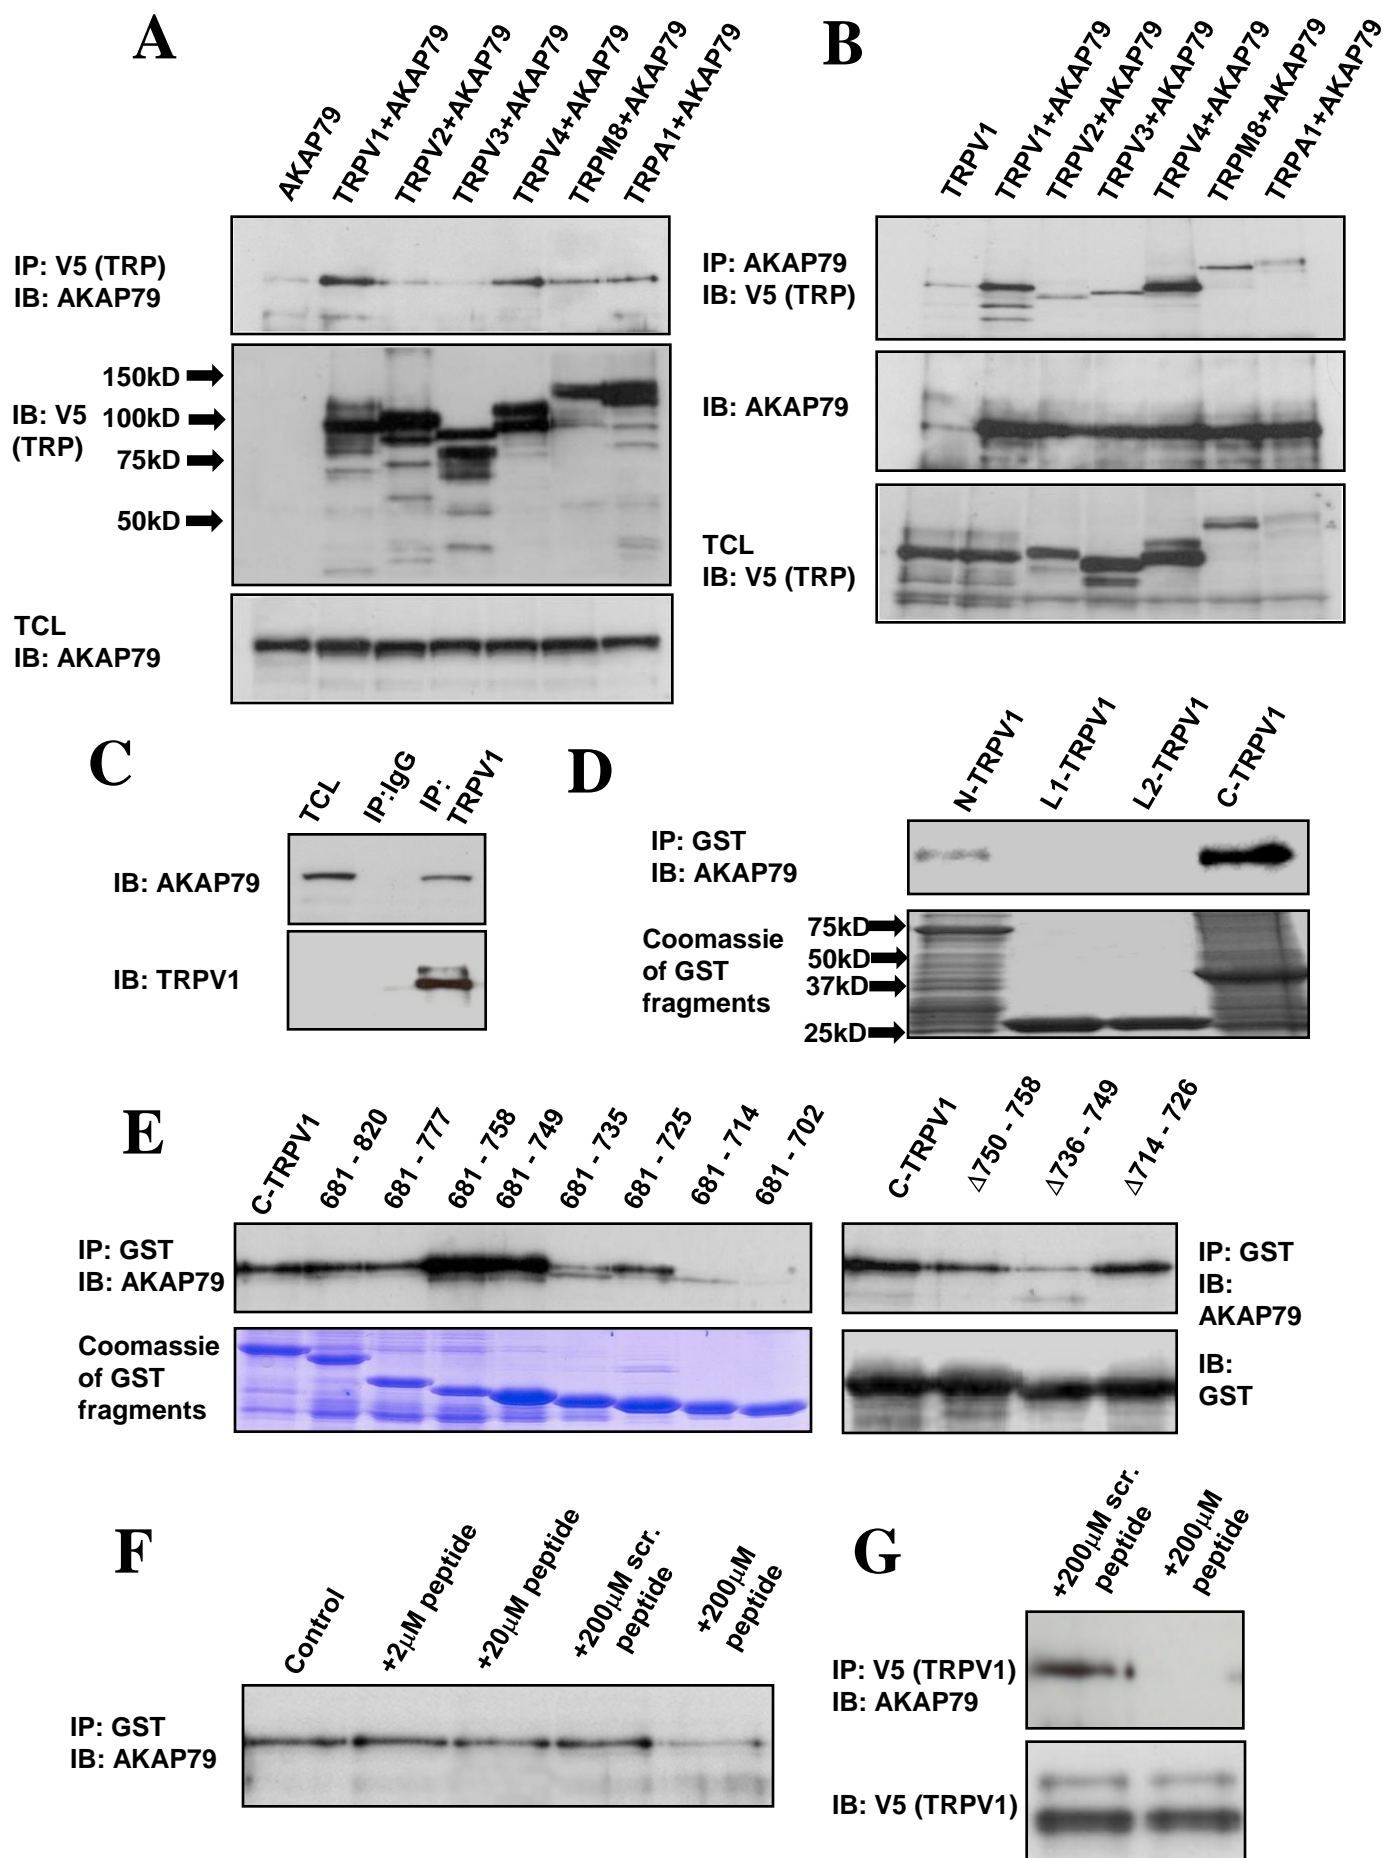 A
AKAP79
TRPV1+AKAP79
TRPV2+AKAP79
TRPV3+AKAP79
TRPV4+AKAP79
TRPM8+AKAP79
TRPA1+AKAP79
IP: V5 (TRP)
IB: AKAP79
150kD
100kD
75kD
50kD
IB: V5
(TRP)
TCL
IB: AKAP79
B
TRPV1
TRPV1+AKAP79
TRPV2+AKAP79
TRPV3+AKAP79
TRPV4+AKAP79
TRPM8+AKAP79
TRPA1+AKAP79
IP: AKAP79
IB: V5 (TRP)
IB: AKAP79
TCL
IB: V5 (TRP)
C
TCL
IP:IgG
IP:
TRPV1
IB: AKAP79
IB: TRPV1
D
N-TRPV1
L1-TRPV1
L2-TRPV1
C-TRPV1
IP: GST
IB: AKAP79
Coomassie
of GST
fragments
75kD
50kD
37kD
25kD
E
C-TRPV1
681 - 820
681 - 777
681 - 758
681 - 749
681 - 735
681 - 725
681 - 714
681 - 702
IP: GST
IB: AKAP79
Coomassie
of GST
fragments
C-TRPV1
Δ750 - 758
Δ736 - 749
Δ714 - 726
IP: GST
IB:
AKAP79
IB:
GST
F
Control
+2μM peptide
+20μM peptide
+200μM scr.
peptide
+200μM
peptide
IP: GST
IB: AKAP79
G
+200μM scr.
peptide
+200μM
peptide
IP: V5 (TRPV1)
IB: AKAP79
IB: V5 (TRPV1)